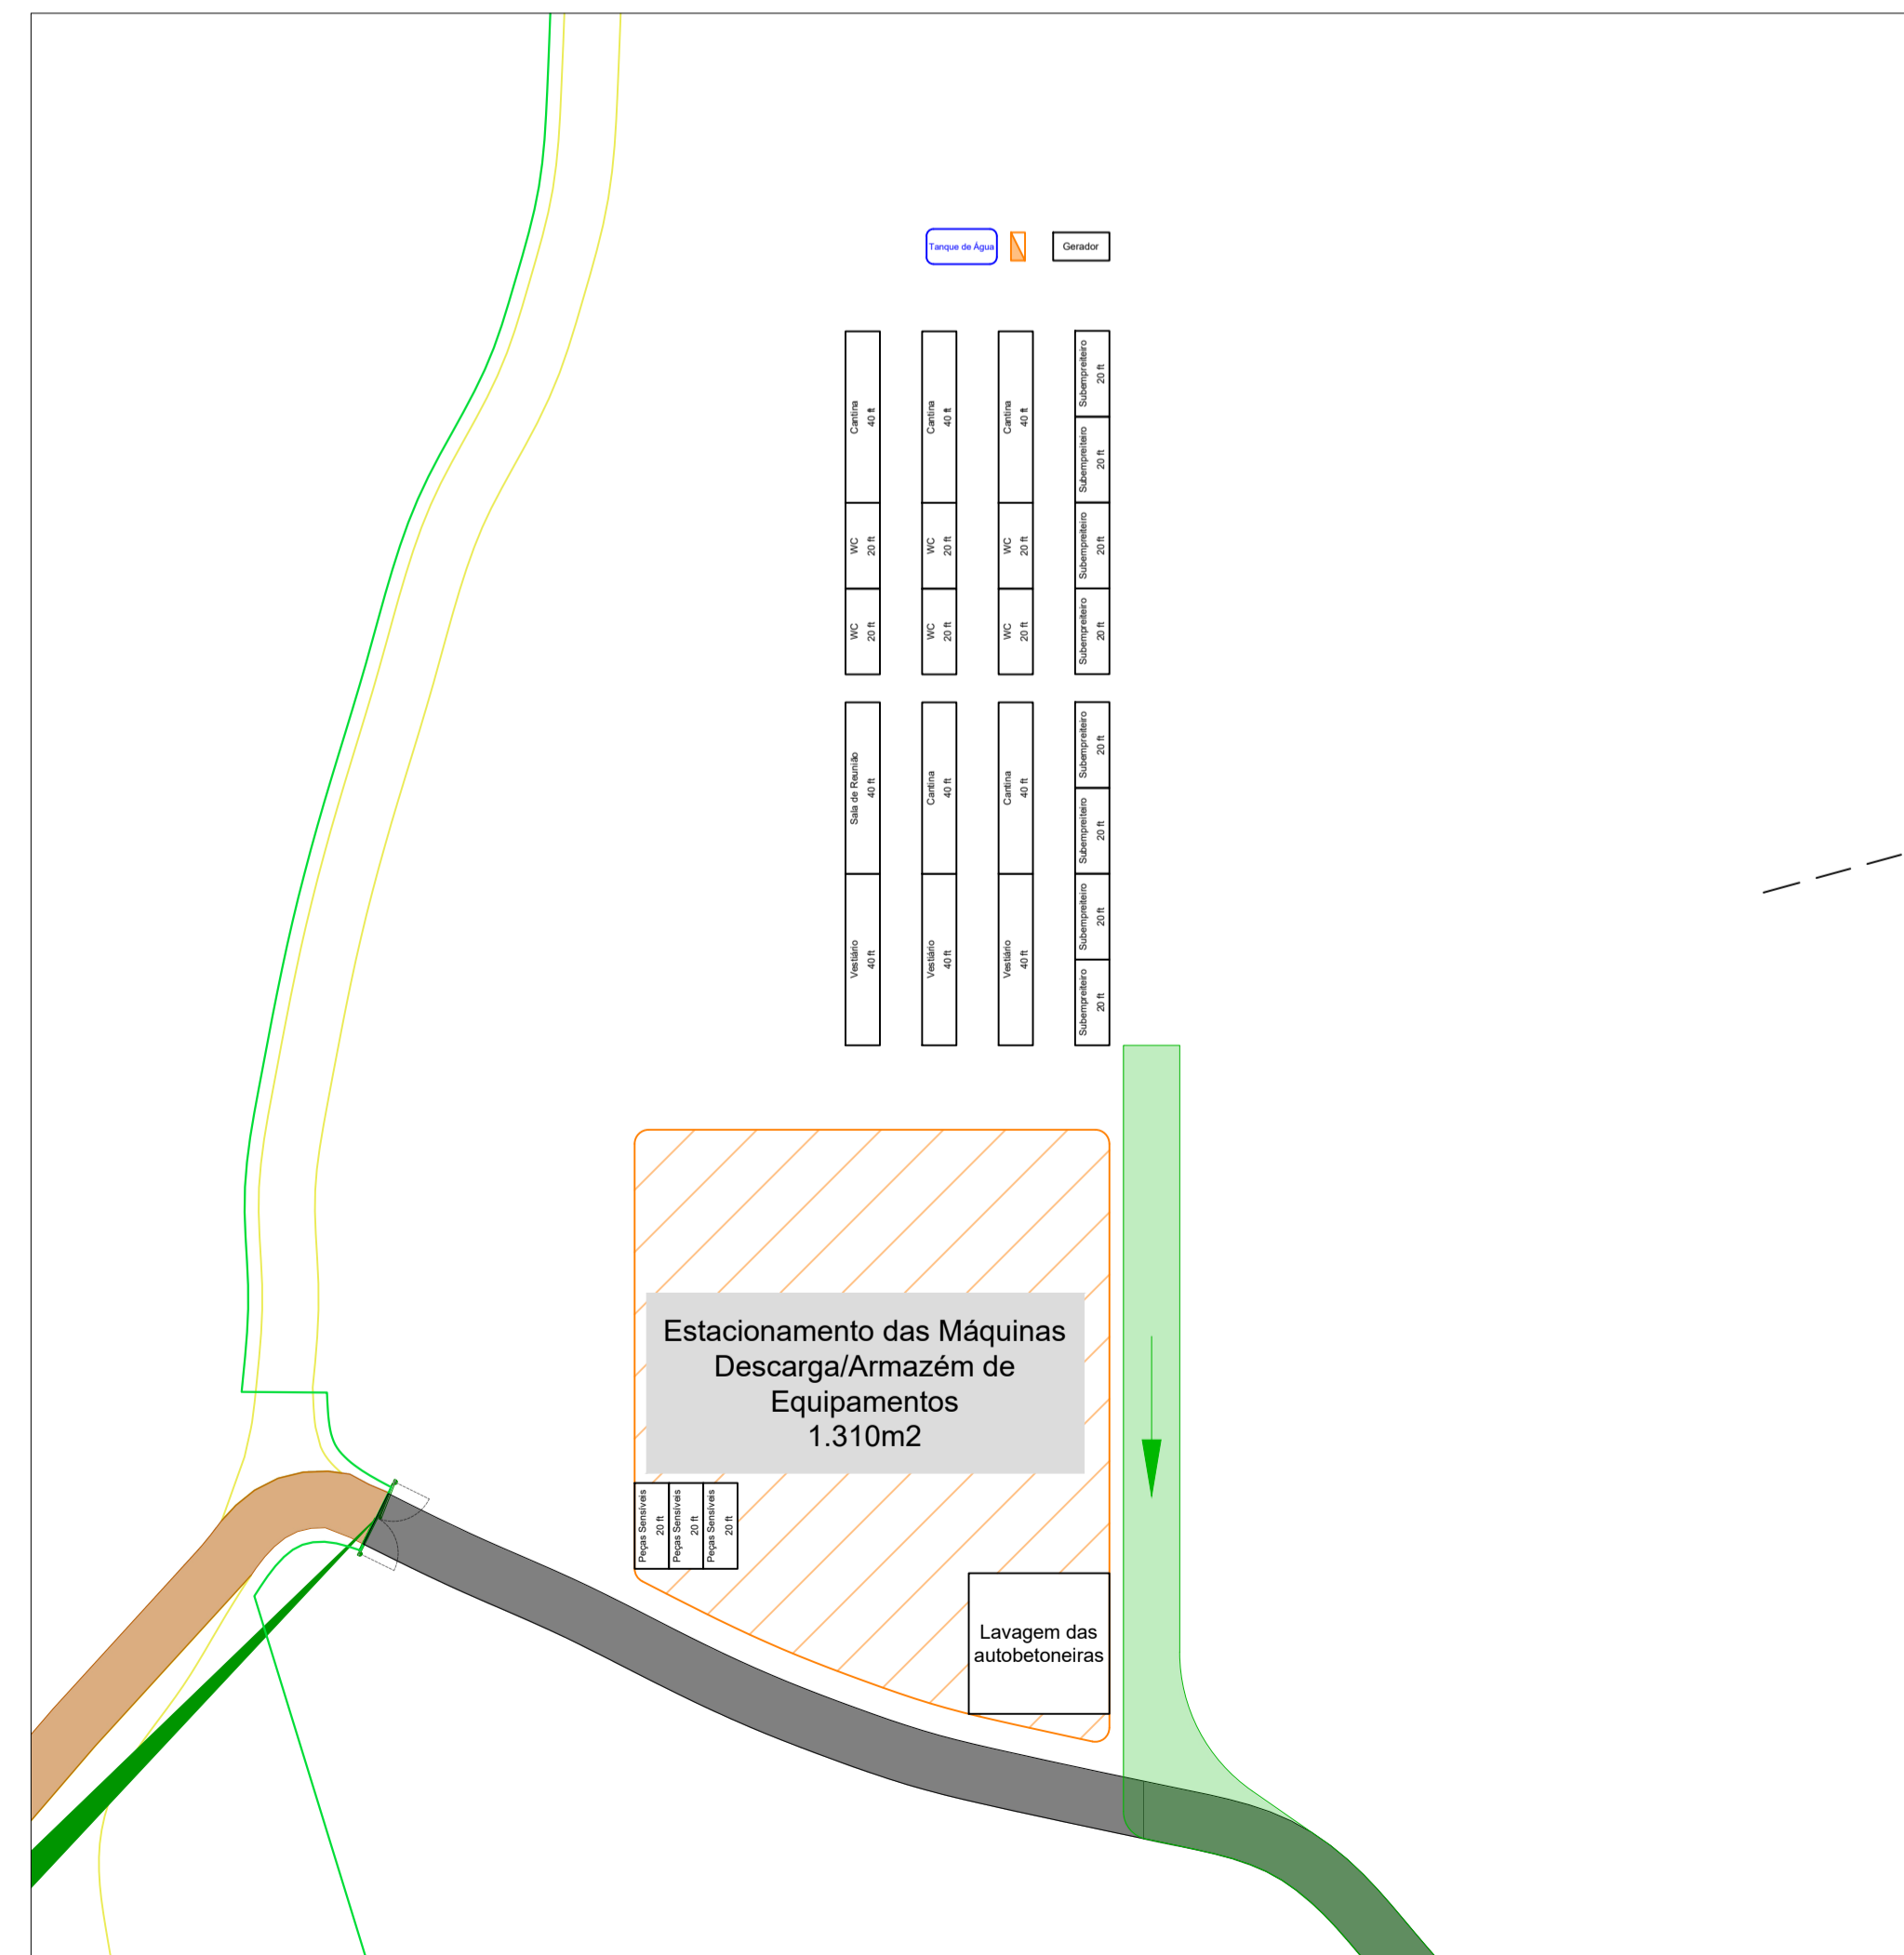 Tanque de Água
Gerador
Cantina
40 ft
Cantina
40 ft
Cantina
40 ft
Subempreiteiro
20 ft
Subempreiteiro
20 ft
WC
20 ft
WC
20 ft
WC
20 ft
Subempreiteiro
20 ft
WC
20 ft
WC
20 ft
WC
20 ft
Subempreiteiro
20 ft
Sala de Reunião
40 ft
Cantina
40 ft
Cantina
40 ft
Subempreiteiro
20 ft
Subempreiteiro
20 ft
Vestiário
40 ft
Vestiário
40 ft
Vestiário
40 ft
Subempreiteiro
20 ft
Subempreiteiro
20 ft
Estacionamento das Máquinas
Descarga/Armazém de
Equipamentos
1.310m2
Peças Sensíveis
20 ft
Peças Sensíveis
20 ft
Peças Sensíveis
20 ft
Lavagem das
autobetoneiras